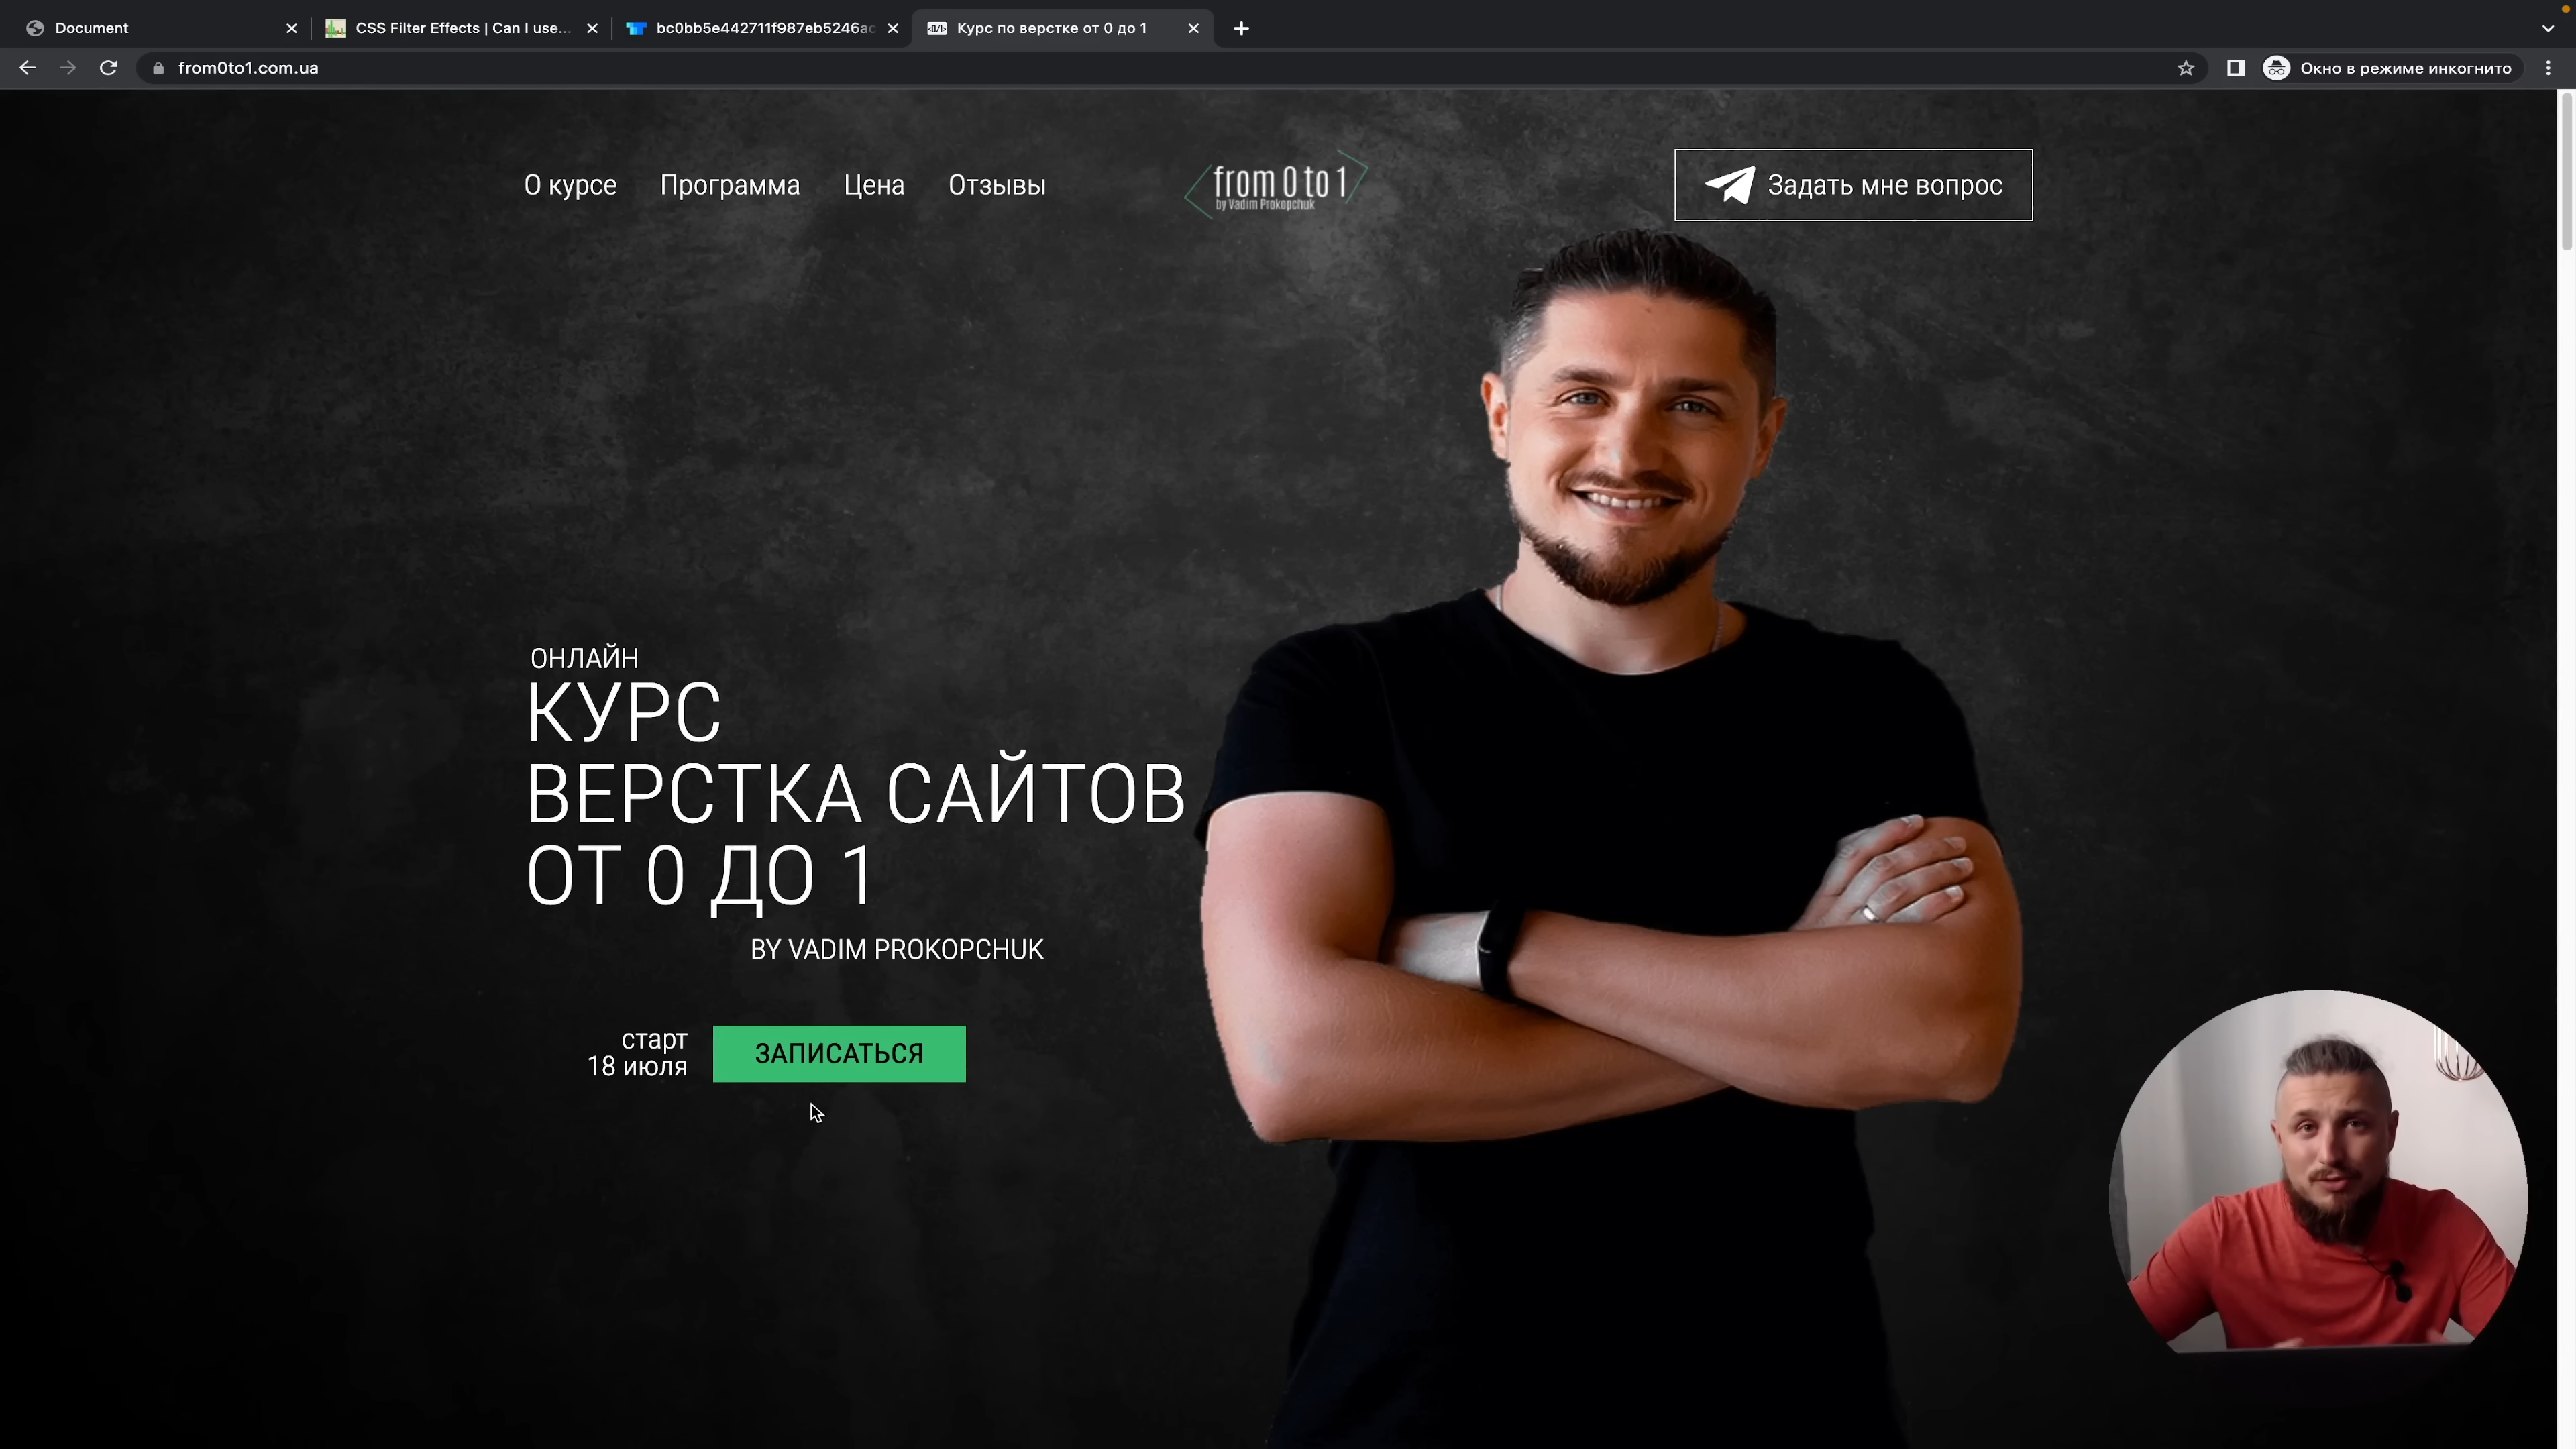 Document
CSS Filter Effects | Can I use...
bc0bb5e442711f987eb5246ac
Курс по верстке от 0 до 1
from0to1.com.ua
Окно в режиме инкогнито
О курсе
Программа
Цена
Отзывы
from 0 to 1
by Vadim Prokopchuk
Задать мне вопрос
ОНЛАЙН
КУРС
ВЕРСТКА САЙТОВ
ОТ 0 ДО 1
BY VADIM PROKOPCHUK
старт
18 июля
ЗАПИСАТЬСЯ